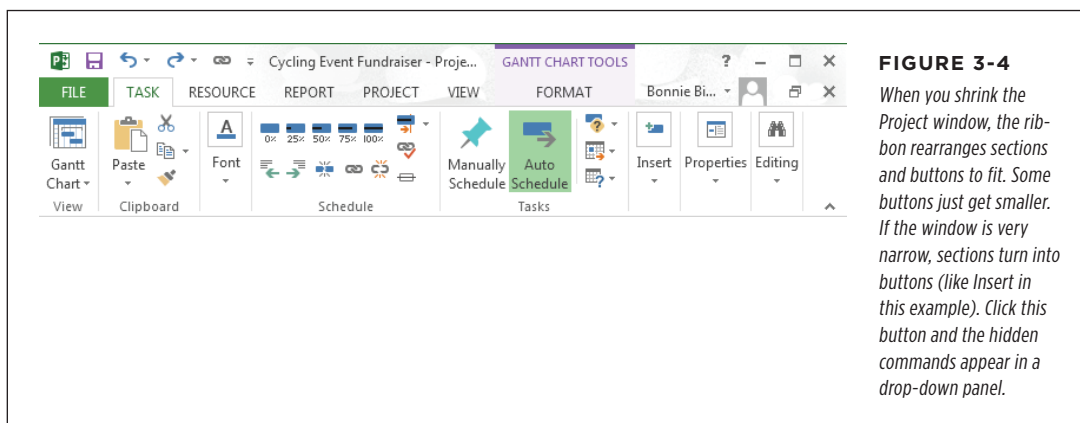 Cycling Event Fundraiser - Proje... GANTT CHART TOOLS ?
FILE TASK RESOURCE REPORT PROJECT VIEW FORMAT Bonnie Bi...
0% 25% 50% 75% 100%
Gantt Chart
Paste
Font
Manually Schedule
Auto Schedule
Insert Properties Editing
View Clipboard Schedule Tasks
FIGURE 3-4
When you shrink the
Project window, the rib-
bon rearranges sections
and buttons to fit. Some
buttons just get smaller.
If the window is very
narrow, sections turn into
buttons (like Insert in
this example). Click this
button and the hidden
commands appear in a
drop-down panel.